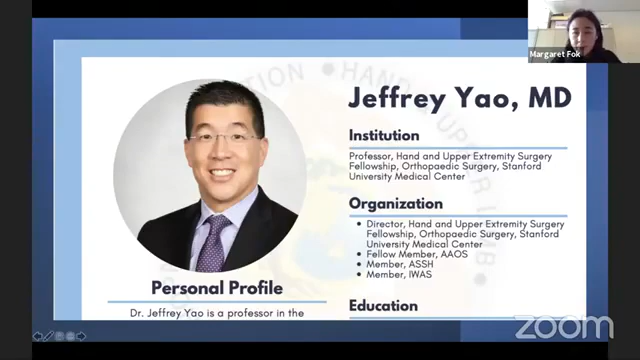 Margaret Fok
Jeffrey Yao, MD
Institution
Professor, Hand and Upper Extremity Surgery
Fellowship, Orthopaedic Surgery, Stanford
University Medical Center
Organization
• Director, Hand and Upper Extremity Surgery
Fellowship, Orthopaedic Surgery, Stanford
University Medical Center
• Fellow Member, AAOS
• Member, ASSH
• Member, IWAS
Education
Personal Profile
Dr. Jeffrey Yao is a professor in the
HAND
zoom